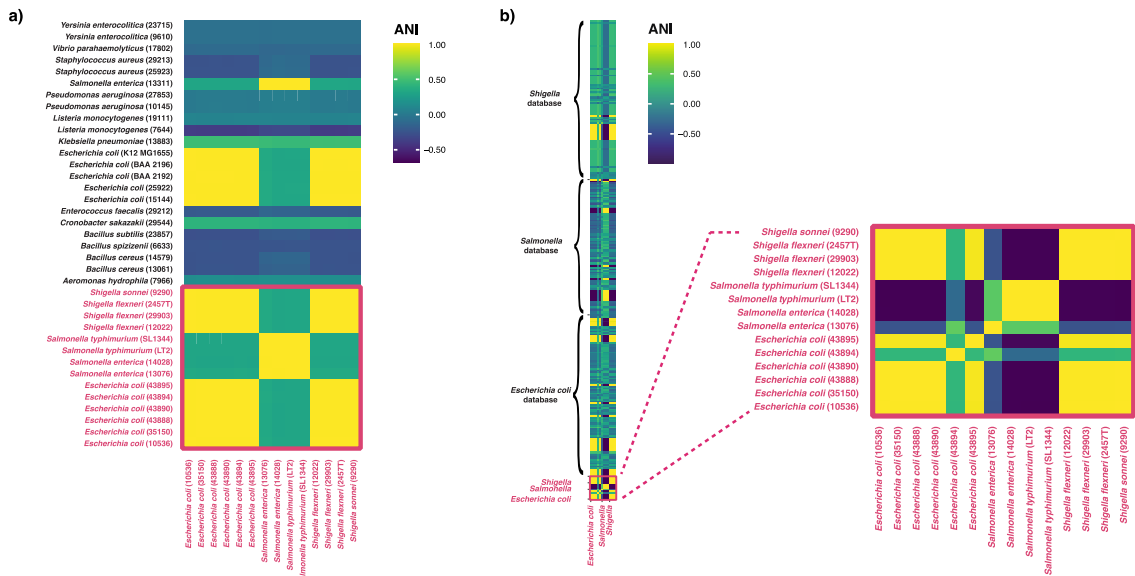 a)
Yersinia enterocolitica (23715)
Yersinia enterocolitica (9610)
Vibrio parahaemolyticus (17802)
Staphylococcus aureus (29213)
Staphylococcus aureus (25923)
Salmonella enterica (13311)
Pseudomonas aeruginosa (27853)
Pseudomonas aeruginosa (10145)
Listeria monocytogenes (19111)
Listeria monocytogenes (7644)
Klebsiella pneumoniae (13883)
Escherichia coli (K12 MG1655)
Escherichia coli (BAA 2196)
Escherichia coli (BAA 2192)
Escherichia coli (25922)
Escherichia coli (15144)
Enterococcus faecalis (29212)
Cronobacter sakazakii (29544)
Bacillus subtilis (23857)
Bacillus spizizenii (6633)
Bacillus cereus (14579)
Bacillus cereus (13061)
Aeromonas hydrophila (7966)
Shigella sonnei (9290)
Shigella flexneri (2457T)
Shigella flexneri (29903)
Shigella flexneri (12022)
Salmonella typhimurium (SL1344)
Salmonella typhimurium (LT2)
Salmonella enterica (14028)
Salmonella enterica (13076)
Escherichia coli (43895)
Escherichia coli (43894)
Escherichia coli (43890)
Escherichia coli (43888)
Escherichia coli (35150)
Escherichia coli (10536)
Escherichia coli (10536)
Escherichia coli (35150)
Escherichia coli (43888)
Escherichia coli (43890)
Escherichia coli (43894)
Escherichia coli (43895)
Salmonella enterica (13076)
Salmonella enterica (14028)
Salmonella typhimurium (LT2)
lmonella typhimurium (SL1344)
Shigella flexneri (12022)
Shigella flexneri (29903)
Shigella flexneri (2457T)
Shigella sonnei (9290)
ANI
1.00
0.50
0.00
−0.50
b)
Shigella
database
Salmonella
database
Escherichia coli
database
Shigella
Salmonella
Escherichia coli
Escherichia coli
Salmonella
Shigella
ANI
1.00
0.50
0.00
−0.50
Shigella sonnei (9290)
Shigella flexneri (2457T)
Shigella flexneri (29903)
Shigella flexneri (12022)
Salmonella typhimurium (SL1344)
Salmonella typhimurium (LT2)
Salmonella enterica (14028)
Salmonella enterica (13076)
Escherichia coli (43895)
Escherichia coli (43894)
Escherichia coli (43890)
Escherichia coli (43888)
Escherichia coli (35150)
Escherichia coli (10536)
Escherichia coli (10536)
Escherichia coli (35150)
Escherichia coli (43888)
Escherichia coli (43890)
Escherichia coli (43894)
Escherichia coli (43895)
Salmonella enterica (13076)
Salmonella enterica (14028)
Salmonella typhimurium (LT2)
Salmonella typhimurium (SL1344)
Shigella flexneri (12022)
Shigella flexneri (29903)
Shigella flexneri (2457T)
Shigella sonnei (9290)